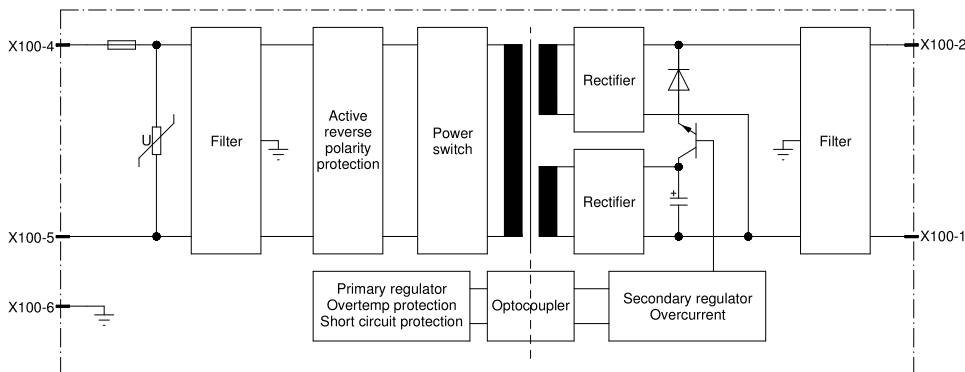 X100-4
X100-2
Rectifier
Active
reverse
polarity
protection
U
Filter
Power
switch
Filter
+
Rectifier
X100-5
X100-1
X100-6
Primary regulator
Overtemp protection
Short circuit protection
Optocoupler
Secondary regulator
Overcurrent